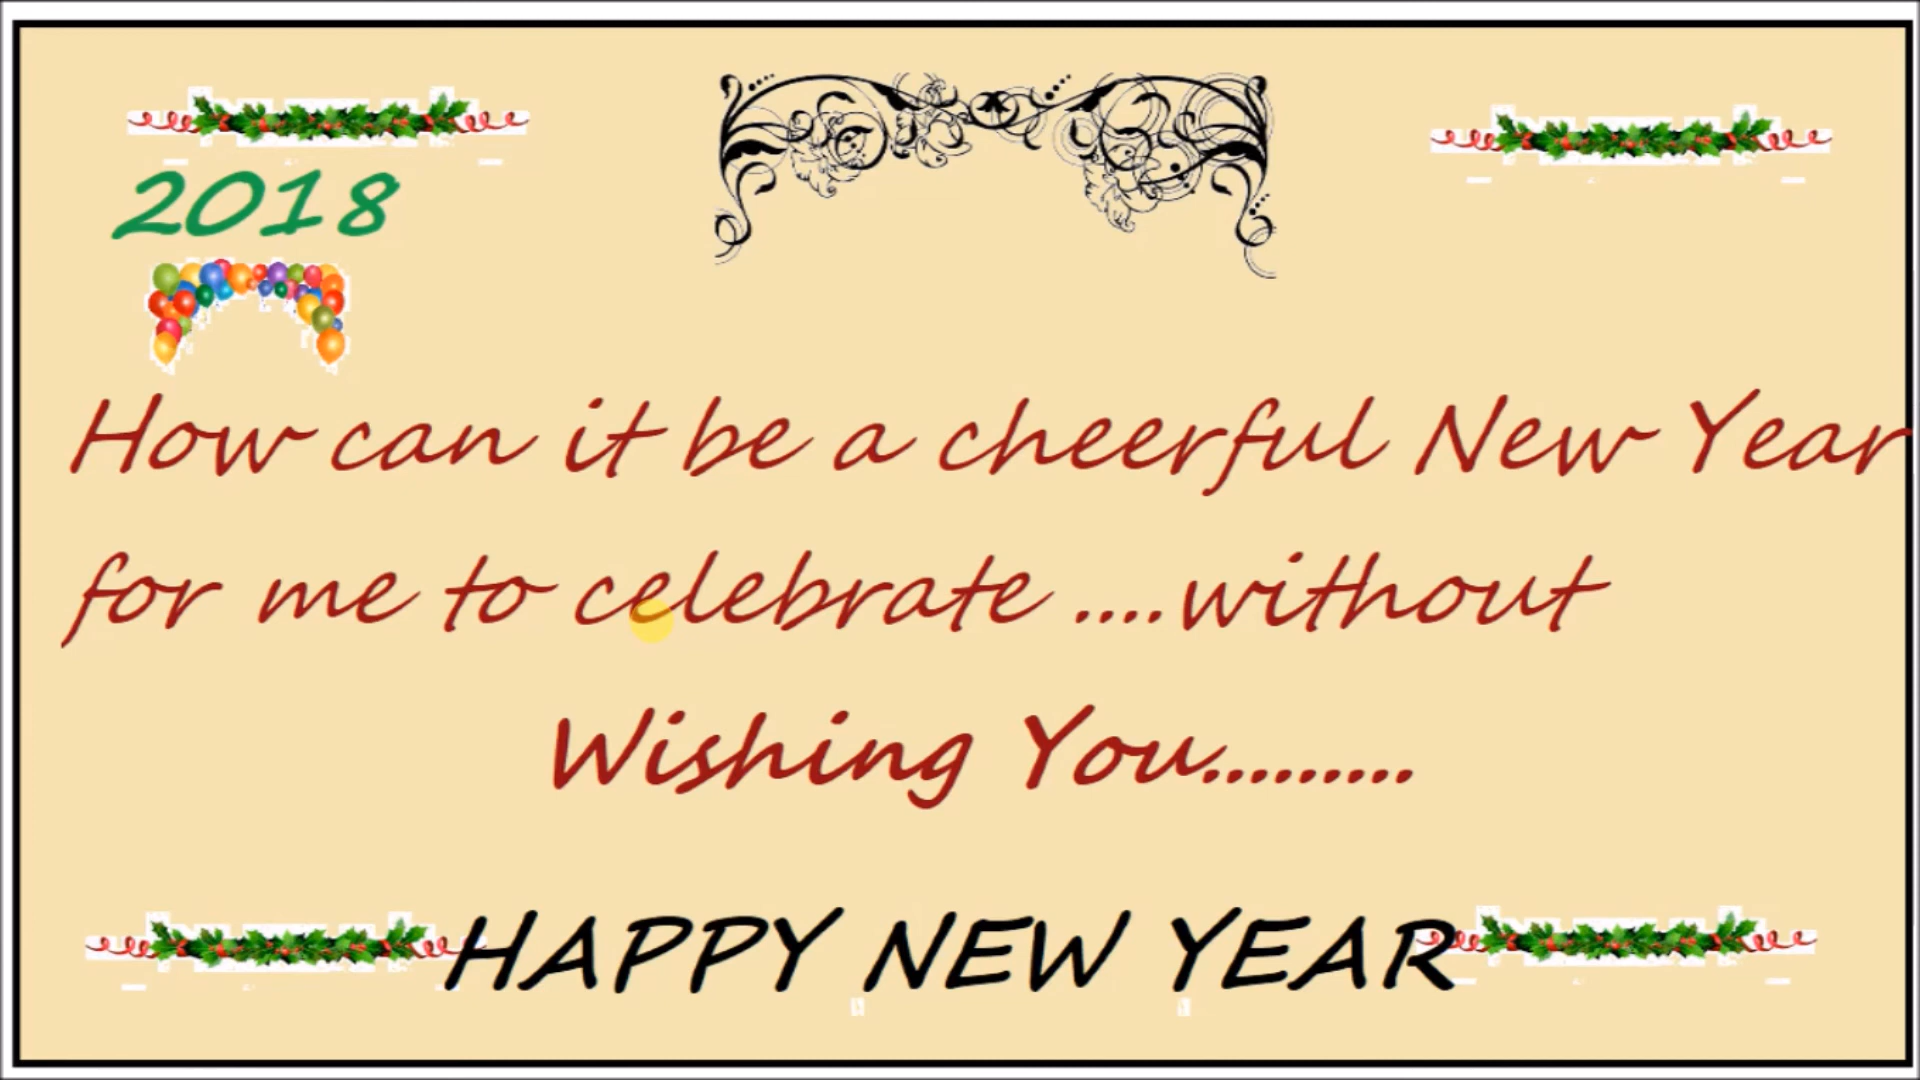 2018
How can it be a cheerful New Year
for me to celebrate ....without
Wishing You.........
HAPPY NEW YEAR